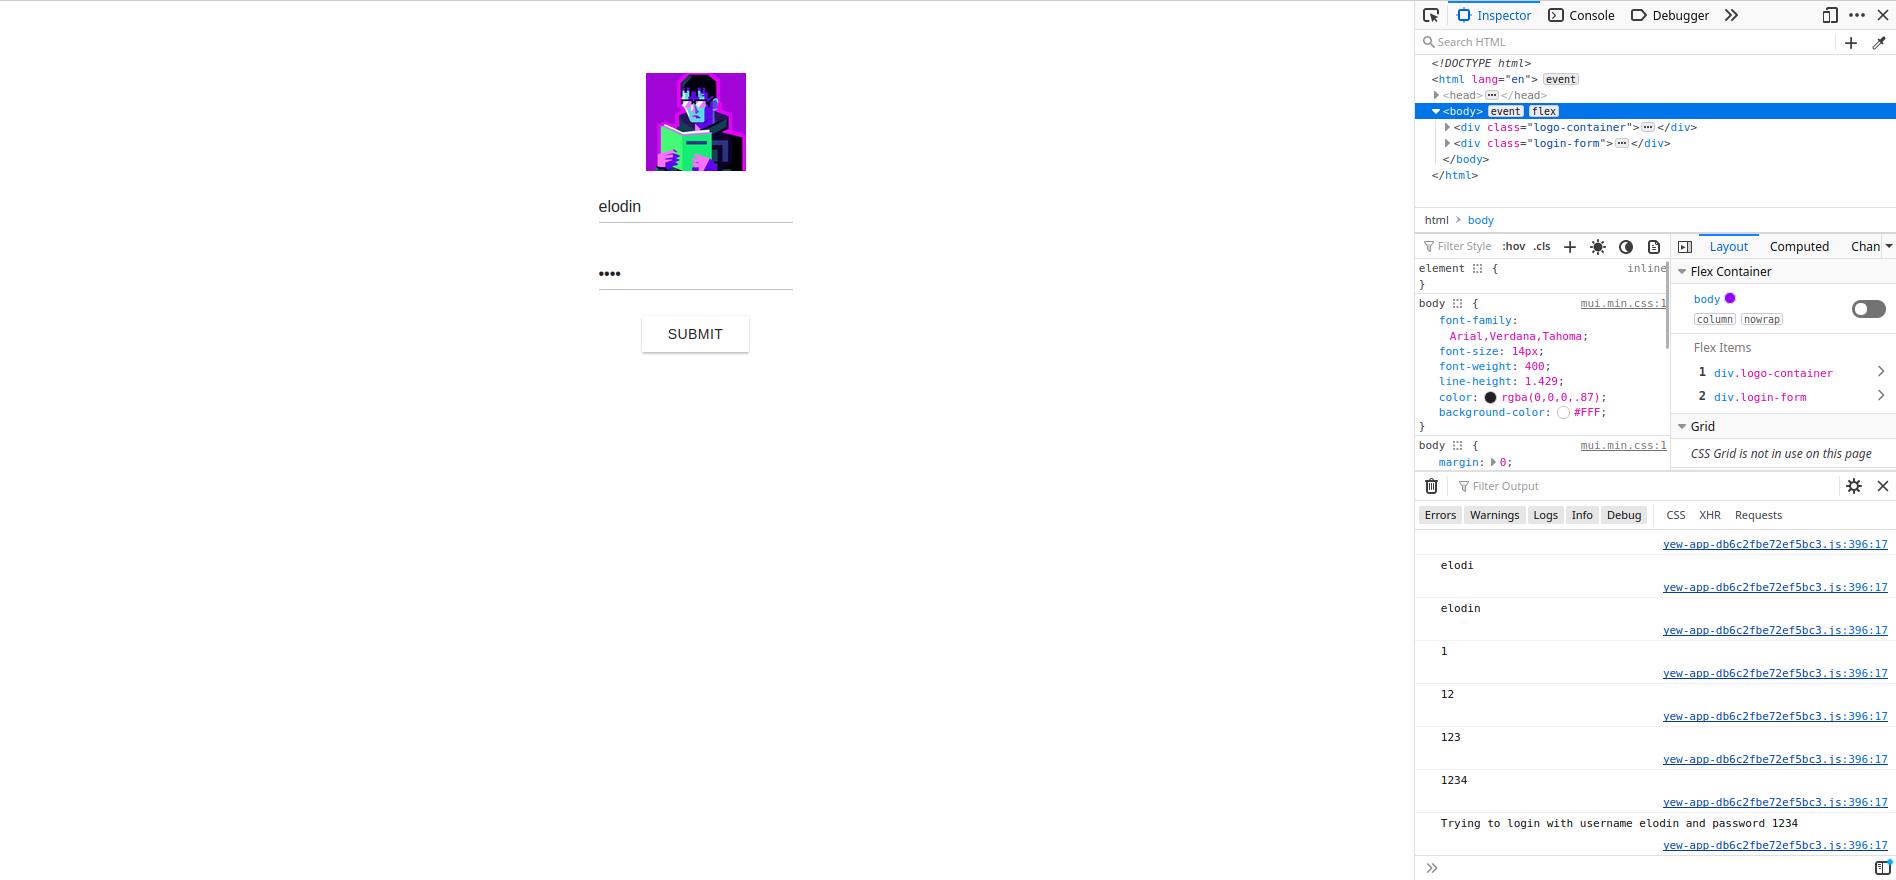 elodin
••••
SUBMIT
Inspector Console Debugger
Search HTML
<!DOCTYPE html>
<html lang="en"> event
<head> ••• </head>
<body> event flex
<div class="logo-container"> ••• </div>
<div class="login-form"> ••• </div>
</body>
</html>
html > body
Filter Style :hov .cls
element { inline
}
body { mui.min.css:1
font-family:
Arial,Verdana,Tahoma;
font-size: 14px;
font-weight: 400;
line-height: 1.429;
color: rgba(0,0,0,.87);
background-color: #FFF;
}
body { mui.min.css:1
margin: 0;
Layout Computed Chan
Flex Container
body
column nowrap
Flex Items
1 div.logo-container
2 div.login-form
Grid
CSS Grid is not in use on this page
Filter Output
Errors Warnings Logs Info Debug CSS XHR Requests
yew-app-db6c2fbe72ef5bc3.js:396:17
elodi
yew-app-db6c2fbe72ef5bc3.js:396:17
elodin
yew-app-db6c2fbe72ef5bc3.js:396:17
1
yew-app-db6c2fbe72ef5bc3.js:396:17
12
yew-app-db6c2fbe72ef5bc3.js:396:17
123
yew-app-db6c2fbe72ef5bc3.js:396:17
1234
yew-app-db6c2fbe72ef5bc3.js:396:17
Trying to login with username elodin and password 1234
yew-app-db6c2fbe72ef5bc3.js:396:17